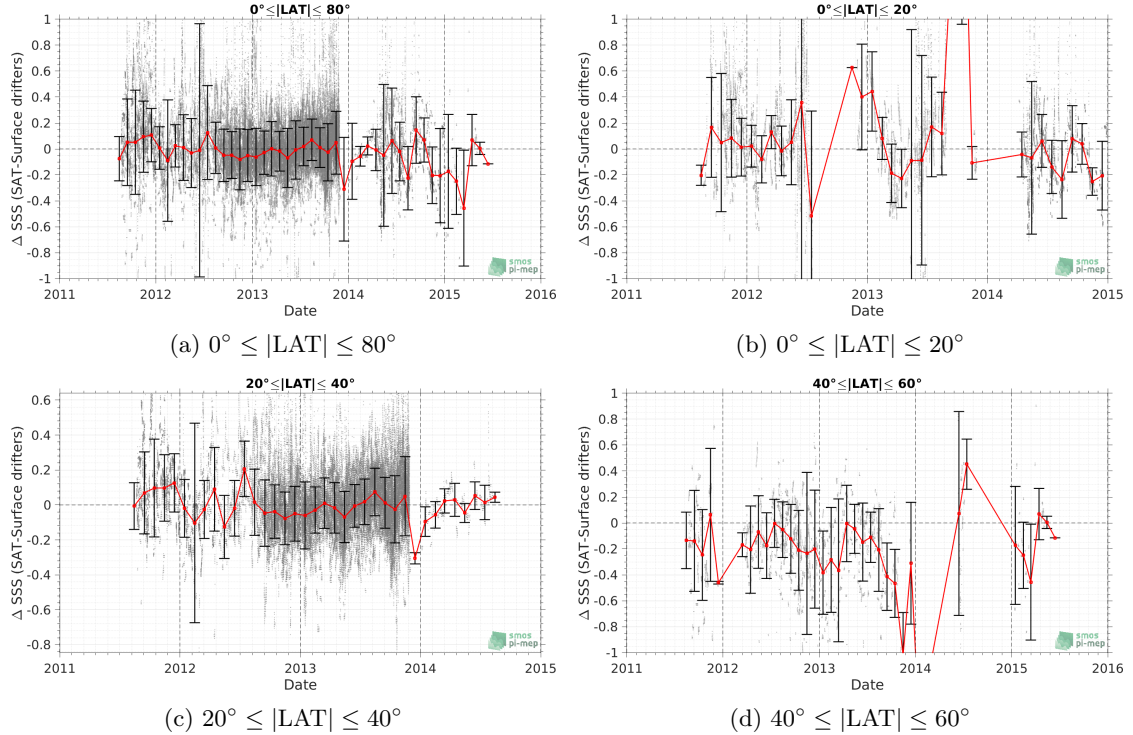 0°≤|LAT|≤ 80°
Δ SSS (SAT-Surface drifters)
1
0.8
0.6
0.4
0.2
0
-0.2
-0.4
-0.6
-0.8
-1
2011
2012
2013
2014
2015
2016
Date
smos
pi-mep
(a) 0° ≤ |LAT| ≤ 80°
0°≤|LAT|≤ 20°
Δ SSS (SAT-Surface drifters)
1
0.8
0.6
0.4
0.2
0
-0.2
-0.4
-0.6
-0.8
-1
2011
2012
2013
2014
2015
Date
smos
pi-mep
(b) 0° ≤ |LAT| ≤ 20°
20°≤|LAT|≤ 40°
Δ SSS (SAT-Surface drifters)
0.6
0.4
0.2
0
-0.2
-0.4
-0.6
-0.8
2011
2012
2013
2014
2015
Date
smos
pi-mep
(c) 20° ≤ |LAT| ≤ 40°
40°≤|LAT|≤ 60°
Δ SSS (SAT-Surface drifters)
1
0.8
0.6
0.4
0.2
0
-0.2
-0.4
-0.6
-0.8
-1
2011
2012
2013
2014
2015
2016
Date
smos
pi-mep
(d) 40° ≤ |LAT| ≤ 60°